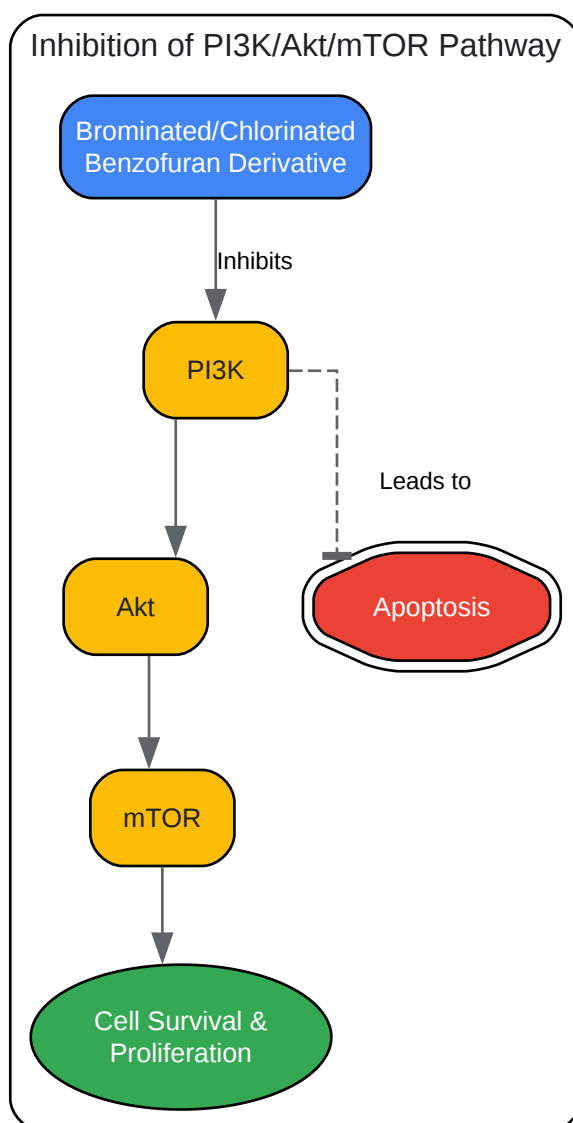 Inhibition of PI3K/Akt/mTOR Pathway
Brominated/Chlorinated
Benzofuran Derivative
Inhibits
PI3K
Leads to
Akt
Apoptosis
mTOR
Cell Survival &
Proliferation